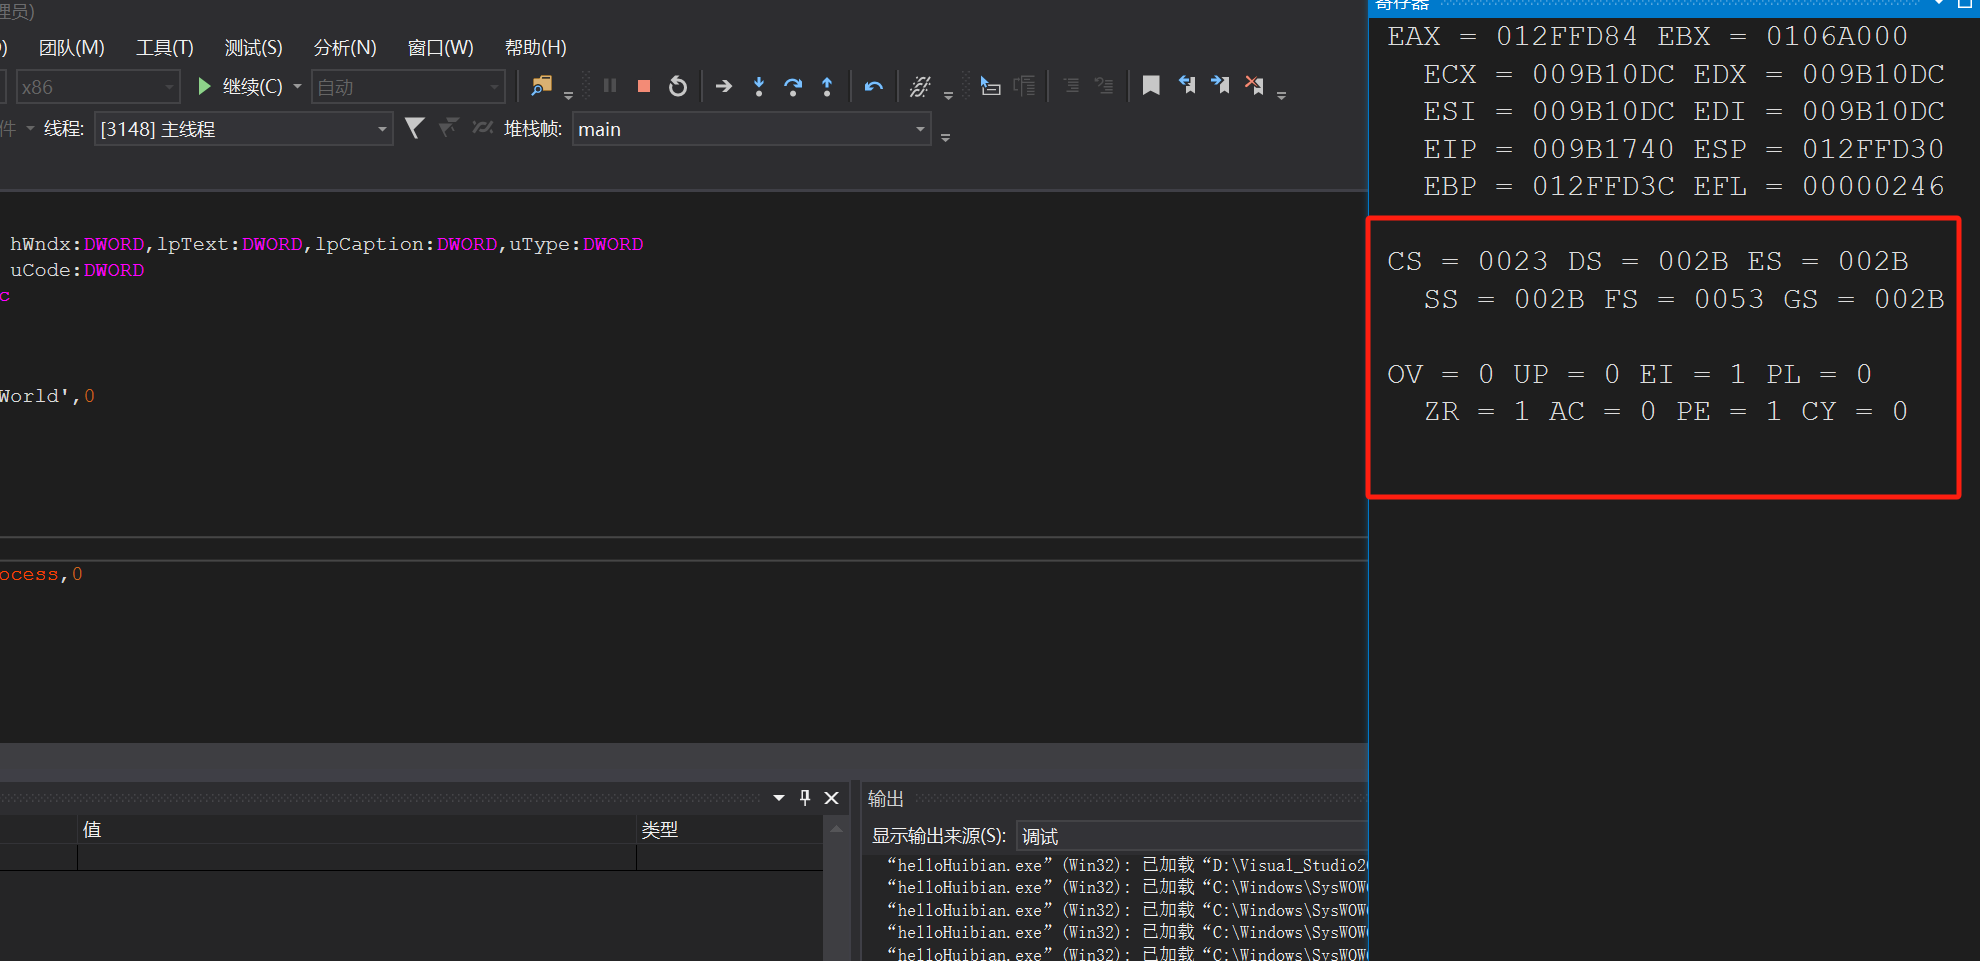 理员)
寄存器
) 团队(M) 工具(T) 测试(S) 分析(N) 窗口(W) 帮助(H)
x86 继续(C) 自动
件 线程: [3148] 主线程 堆栈帧: main
EAX = 012FFD84 EBX = 0106A000
ECX = 009B10DC EDX = 009B10DC
ESI = 009B10DC EDI = 009B10DC
EIP = 009B1740 ESP = 012FFD30
EBP = 012FFD3C EFL = 00000246
CS = 0023 DS = 002B ES = 002B
SS = 002B FS = 0053 GS = 002B
OV = 0 UP = 0 EI = 1 PL = 0
ZR = 1 AC = 0 PE = 1 CY = 0
hWndx:DWORD,lpText:DWORD,lpCaption:DWORD,uType:DWORD
uCode:DWORD
c
World',0
ocess,0
值 类型
输出
显示输出来源(S): 调试
“helloHuibian.exe”(Win32): 已加载“D:\Visual_Studio20
“helloHuibian.exe”(Win32): 已加载“C:\Windows\SysWOW
“helloHuibian.exe”(Win32): 已加载“C:\Windows\SysWOW
“helloHuibian.exe”(Win32): 已加载“C:\Windows\SysWOW
“helloHuibian.exe”(Win32): 已加载“C:\Windows\SysWOW